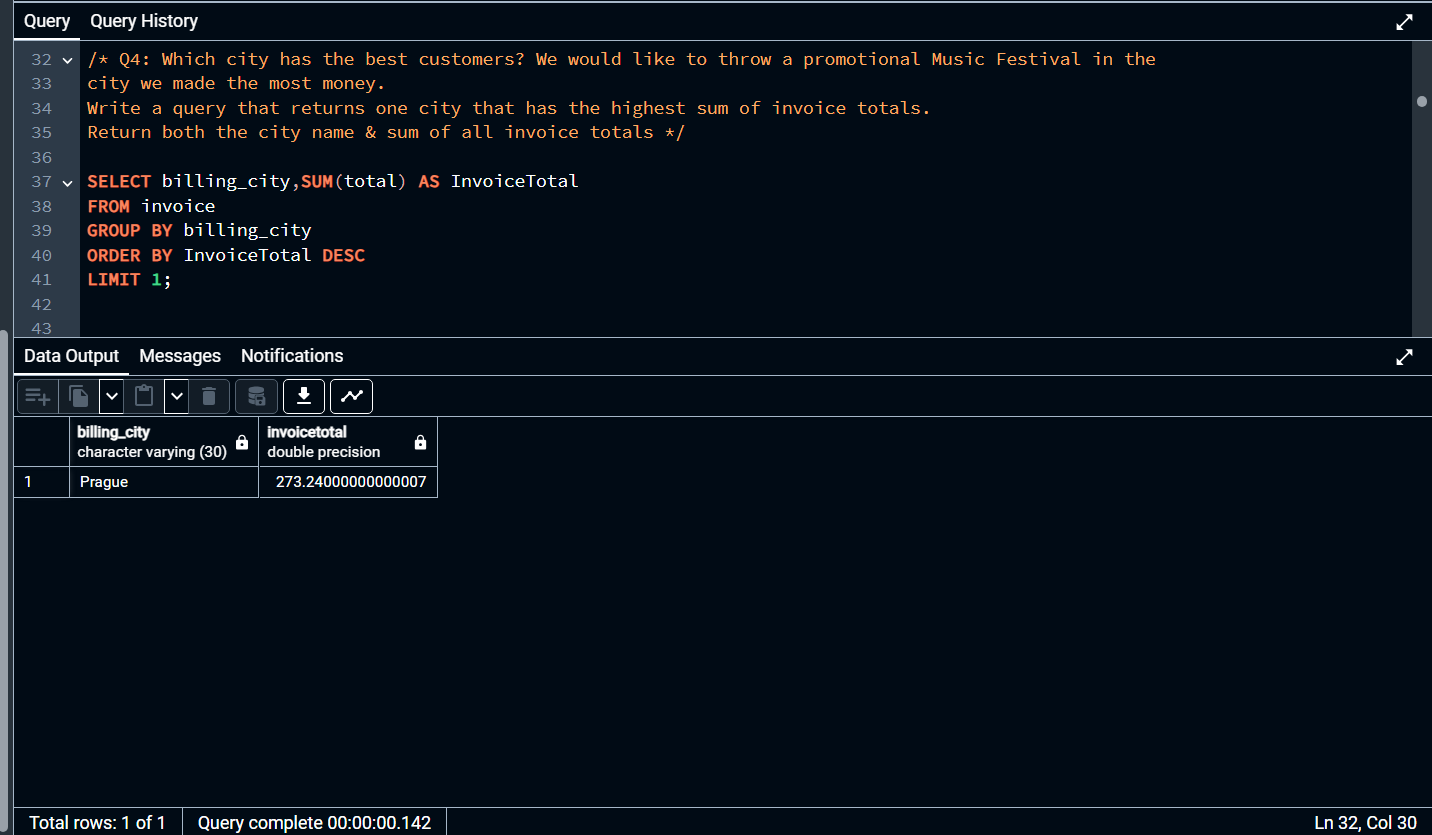 Query Query History
32 /* Q4: Which city has the best customers? We would like to throw a promotional Music Festival in the
33 city we made the most money.
34 Write a query that returns one city that has the highest sum of invoice totals.
35 Return both the city name & sum of all invoice totals */
36
37 SELECT billing_city,SUM(total) AS InvoiceTotal
38 FROM invoice
39 GROUP BY billing_city
40 ORDER BY InvoiceTotal DESC
41 LIMIT 1;
42
43
Data Output Messages Notifications
billing_city invoicetotal
character varying (30) double precision
1 Prague 273.24000000000007
Total rows: 1 of 1 Query complete 00:00:00.142 Ln 32, Col 30